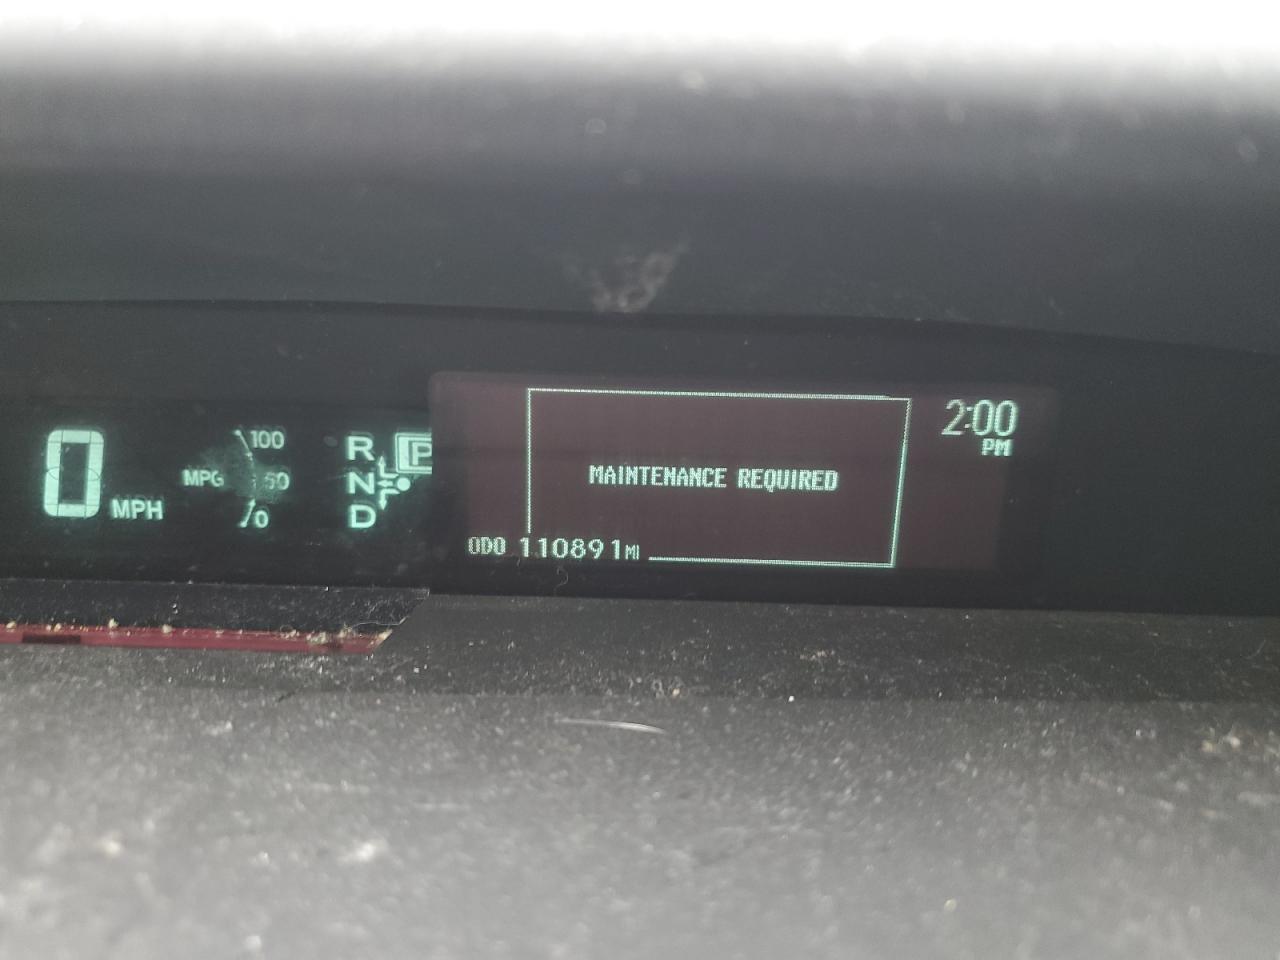 0 MPH
MPG
100
50
0
R
N
D
P
MAINTENANCE REQUIRED
ODO 110891 MI
2:00
PM